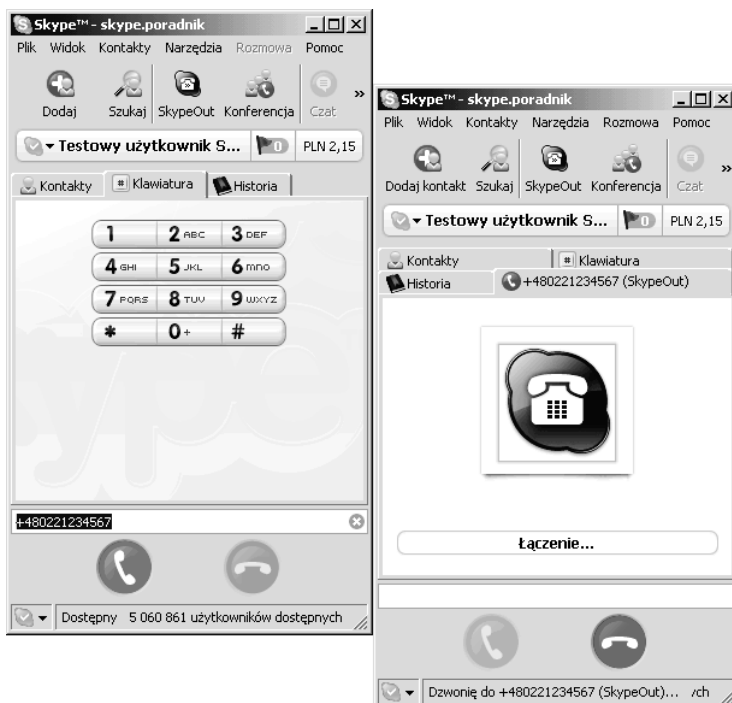 Skype™ - skype.poradnik
Plik Widok Kontakty Narzędzia Rozmowa Pomoc
Dodaj Szukaj SkypeOut Konferencja Czat »
Testowy użytkownik S... 0 PLN 2,15
Kontakty # Klawiatura Historia
1 2 ABC 3 DEF
4 GHI 5 JKL 6 mno
7 PQRS 8 TUV 9 WXYZ
* 0+ #
+480221234567
Dostępny 5 060 861 użytkowników dostępnych
Skype™ - skype.poradnik
Plik Widok Kontakty Narzędzia Rozmowa Pomoc
Dodaj kontakt Szukaj SkypeOut Konferencja Czat »
Testowy użytkownik S... 0 PLN 2,15
Kontakty # Klawiatura
Historia +480221234567 (SkypeOut)
Łączenie...
Dzwonię do +480221234567 (SkypeOut)... ych